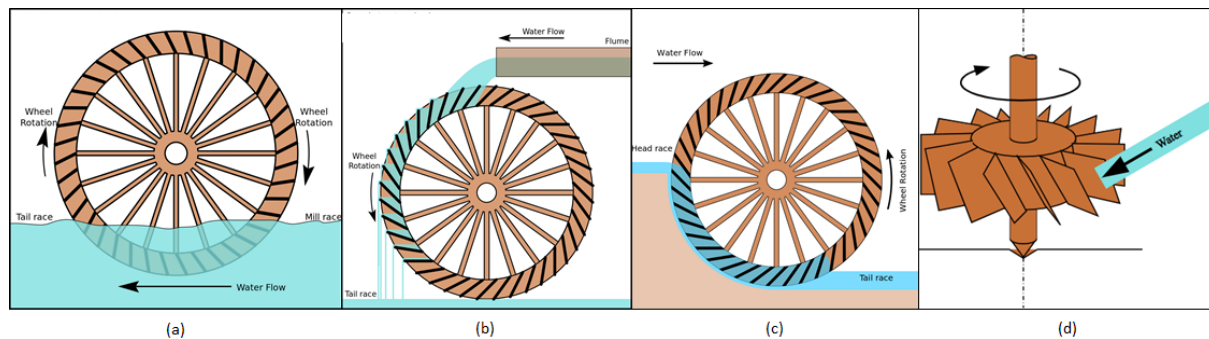 Wheel
Rotation
Wheel
Rotation
Tail race
Mill race
Water Flow
(a)
Water Flow
Flume
Wheel
Rotation
Tail race
(b)
Water Flow
Head race
Wheel Rotation
Tail race
(c)
Water
(d)